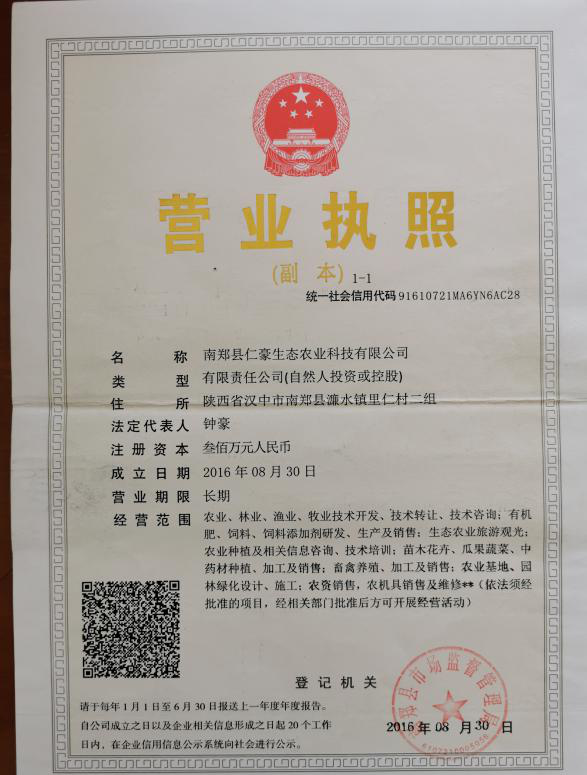 营业执照
(副 本) 1-1
统一社会信用代码 91610721MA6YN6AC28
名 称 南郑县仁豪生态农业科技有限公司
类 型 有限责任公司(自然人投资或控股)
住 所 陕西省汉中市南郑县濂水镇里仁村二组
法定代表人 钟豪
注册资本 叁佰万元人民币
成立日期 2016年08月30日
营业期限 长期
经营范围 农业、林业、渔业、牧业技术开发、技术转让、技术咨询;有机
肥、饲料、饲料添加剂研发、生产及销售;生态农业旅游观光;
农业种植及相关信息咨询、技术培训;苗木花卉、瓜果蔬菜、中
药材种植、加工及销售;畜禽养殖、加工及销售;农业基地、园
林绿化设计、施工;农资销售,农机具销售及维修**(依法须经
批准的项目,经相关部门批准后方可开展经营活动)
登记机关
南郑县市场监督管理局
6107210005956
请于每年1月1日至6月30日报送上一年度年度报告。
自公司成立之日以及企业相关信息形成之日起20个工作
日内,在企业信用信息公示系统向社会进行公示。
2016年08月30日